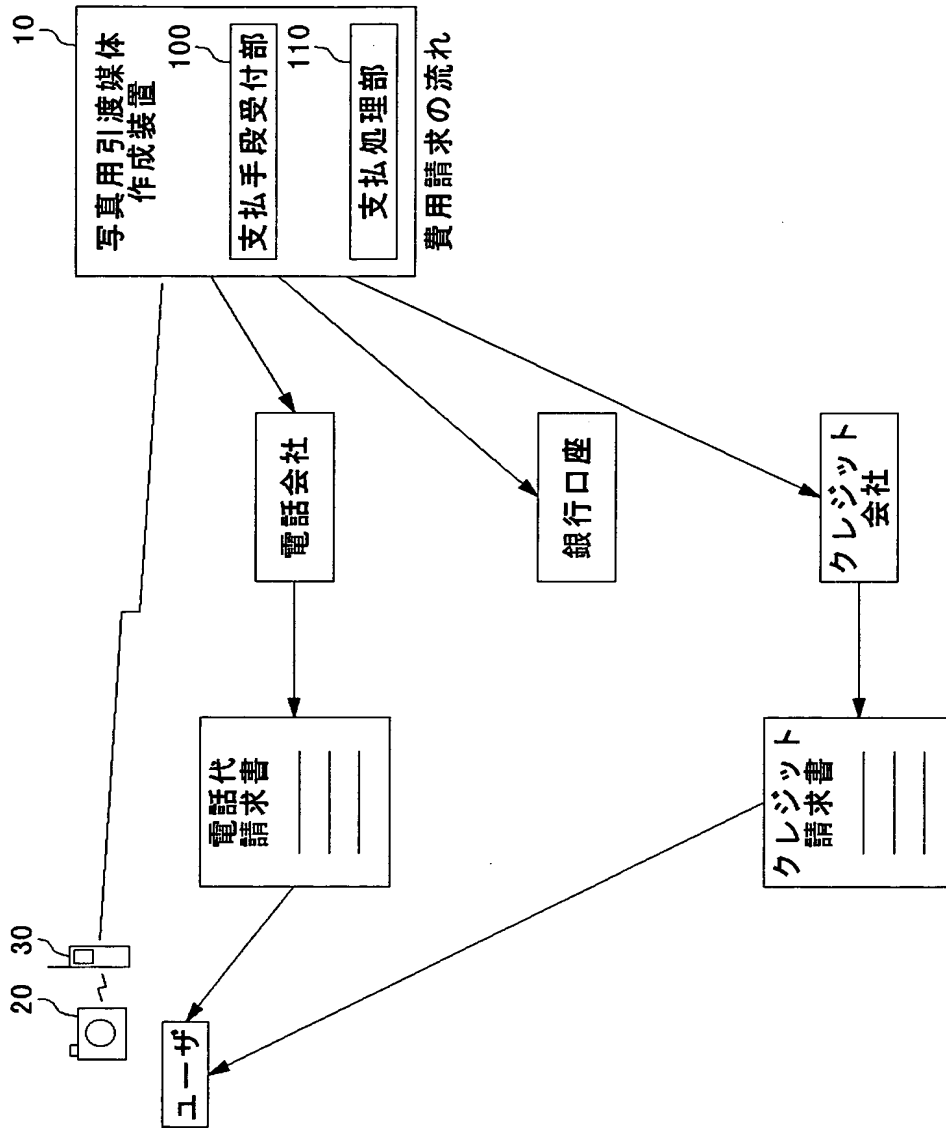 10
写真用引渡媒体
作成装置
100
支払手段受付部
110
支払処理部
費用請求の流れ
電話会社
銀行口座
クレジット
会社
電話代
請求書
クレジット
請求書
30
20
ユーザ